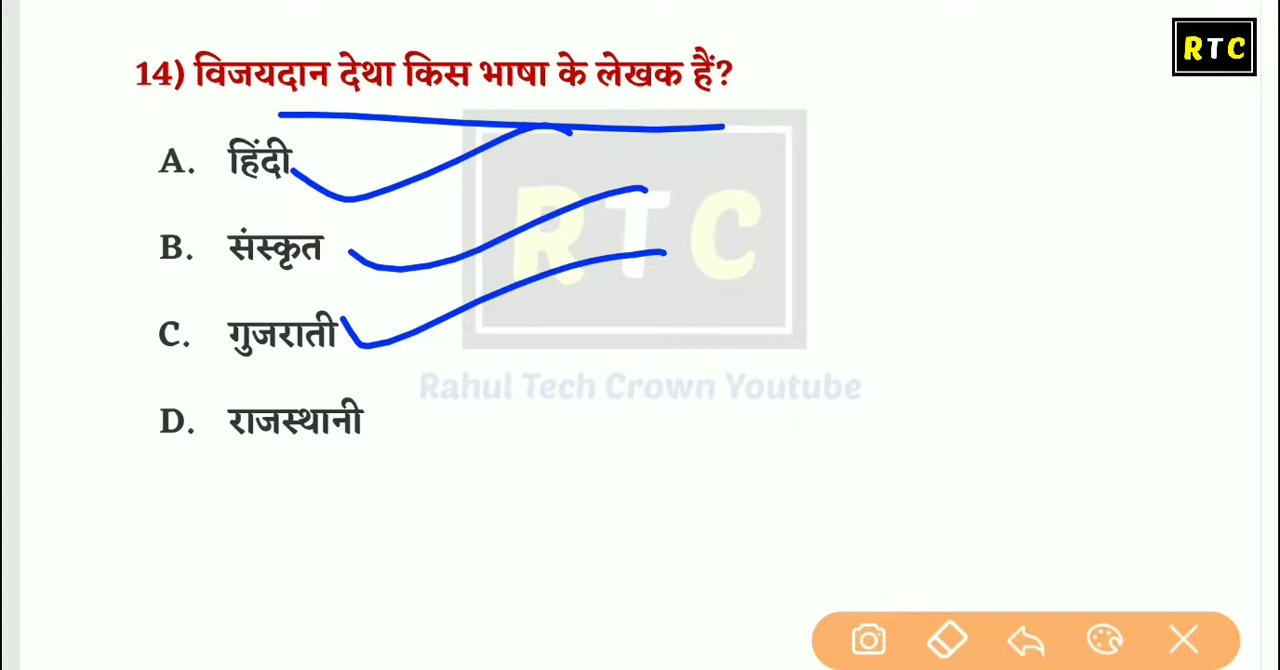 RTC
14) विजयदान देथा किस भाषा के लेखक हैं?
A. हिंदी
B. संस्कृत
C. गुजराती
D. राजस्थानी
RTC
Rahul Tech Crown Youtube